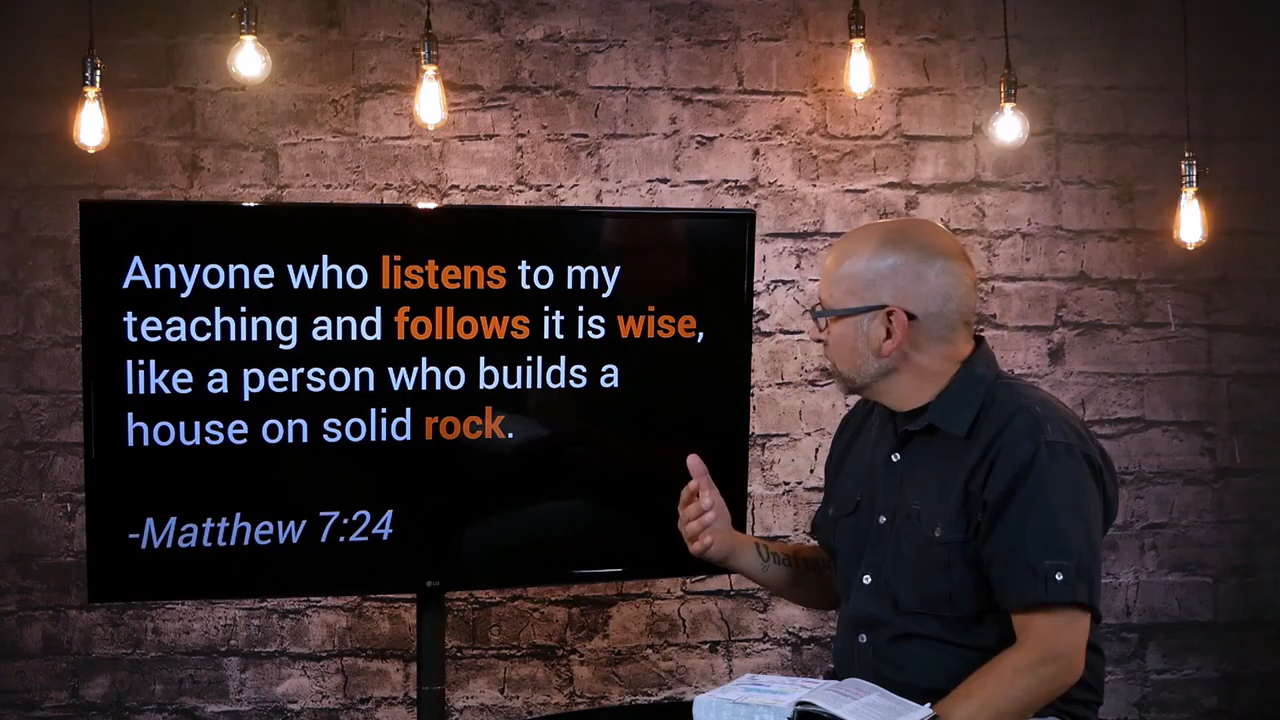 Anyone who listens to my
teaching and follows it is wise,
like a person who builds a
house on solid rock.
-Matthew 7:24
LG